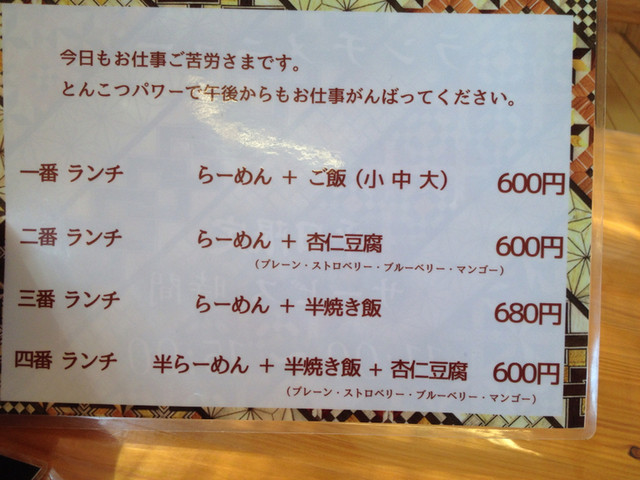 今日もお仕事ご苦労さまです。
とんこつパワーで午後からもお仕事がんばってください。
一番 ランチ らーめん + ご飯（小 中 大） 600円
二番 ランチ らーめん + 杏仁豆腐 600円
（プレーン・ストロベリー・ブルーベリー・マンゴー）
三番 ランチ らーめん + 半焼き飯 680円
四番 ランチ 半らーめん + 半焼き飯 + 杏仁豆腐 600円
（プレーン・ストロベリー・ブルーベリー・マンゴー）